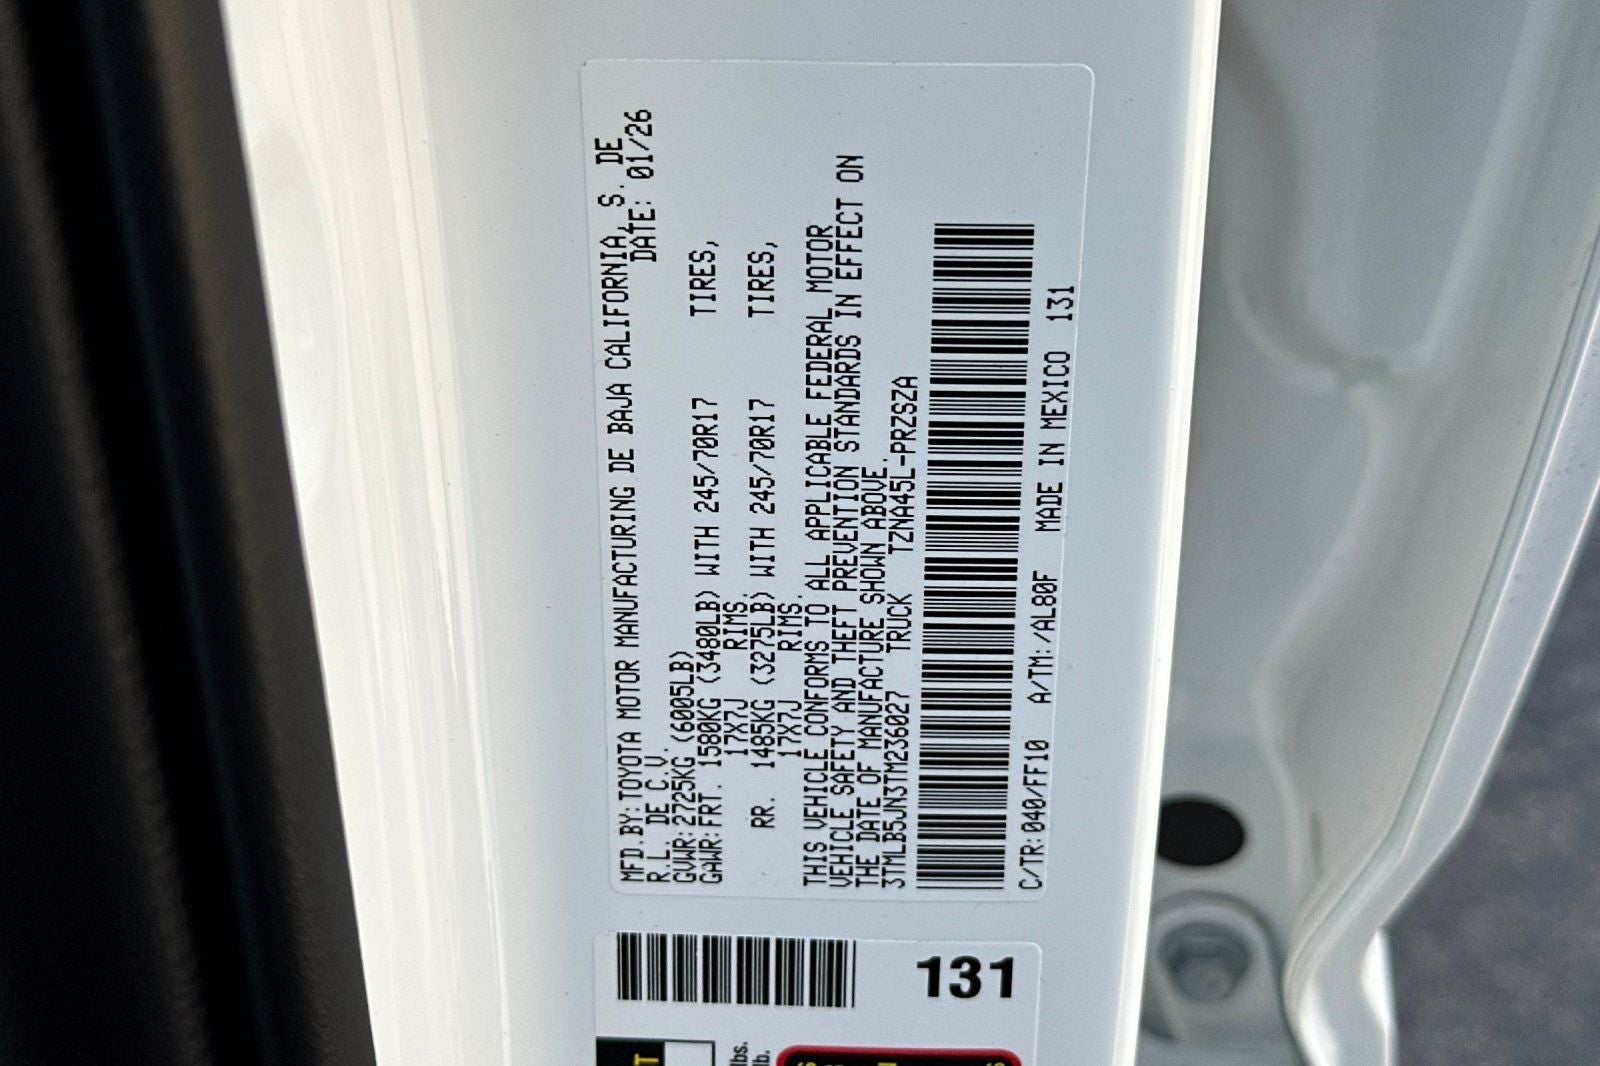 MFD.BY:TOYOTA MOTOR MANUFACTURING DE BAJA CALIFORNIA, S. DE
R.L. DE C.V. DATE: 01/26
GVWR:2725KG (6005LB)
GAWR:FRT. 1580KG (3480LB) WITH 245/70R17 TIRES,
17X7J RIMS.
RR. 1485KG (3275LB) WITH 245/70R17 TIRES,
17X7J RIMS.
THIS VEHICLE CONFORMS TO ALL APPLICABLE FEDERAL MOTOR
VEHICLE SAFETY AND THEFT PREVENTION STANDARDS IN EFFECT ON
THE DATE OF MANUFACTURE SHOWN ABOVE.
3TMLB5JN3TM236027 TRUCK TZNA45L-PRZSZA
C/TR:040/FF10 A/TM:/AL80F MADE IN MEXICO 131
131
lbs.